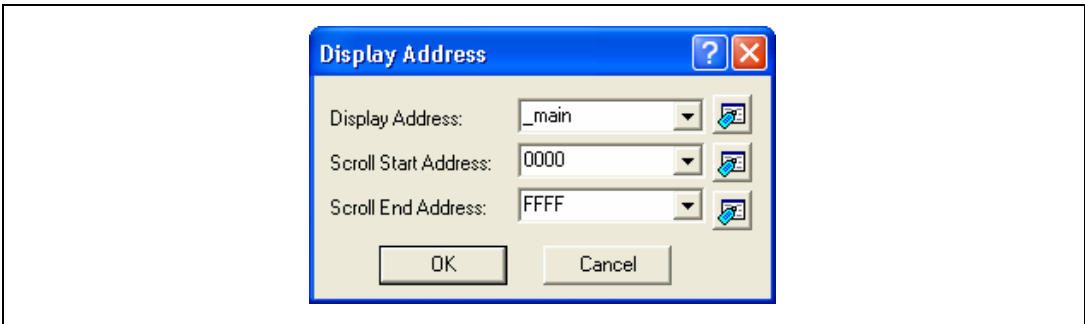 Display Address
?
Display Address: _main
Scroll Start Address: 0000
Scroll End Address: FFFF
OK Cancel